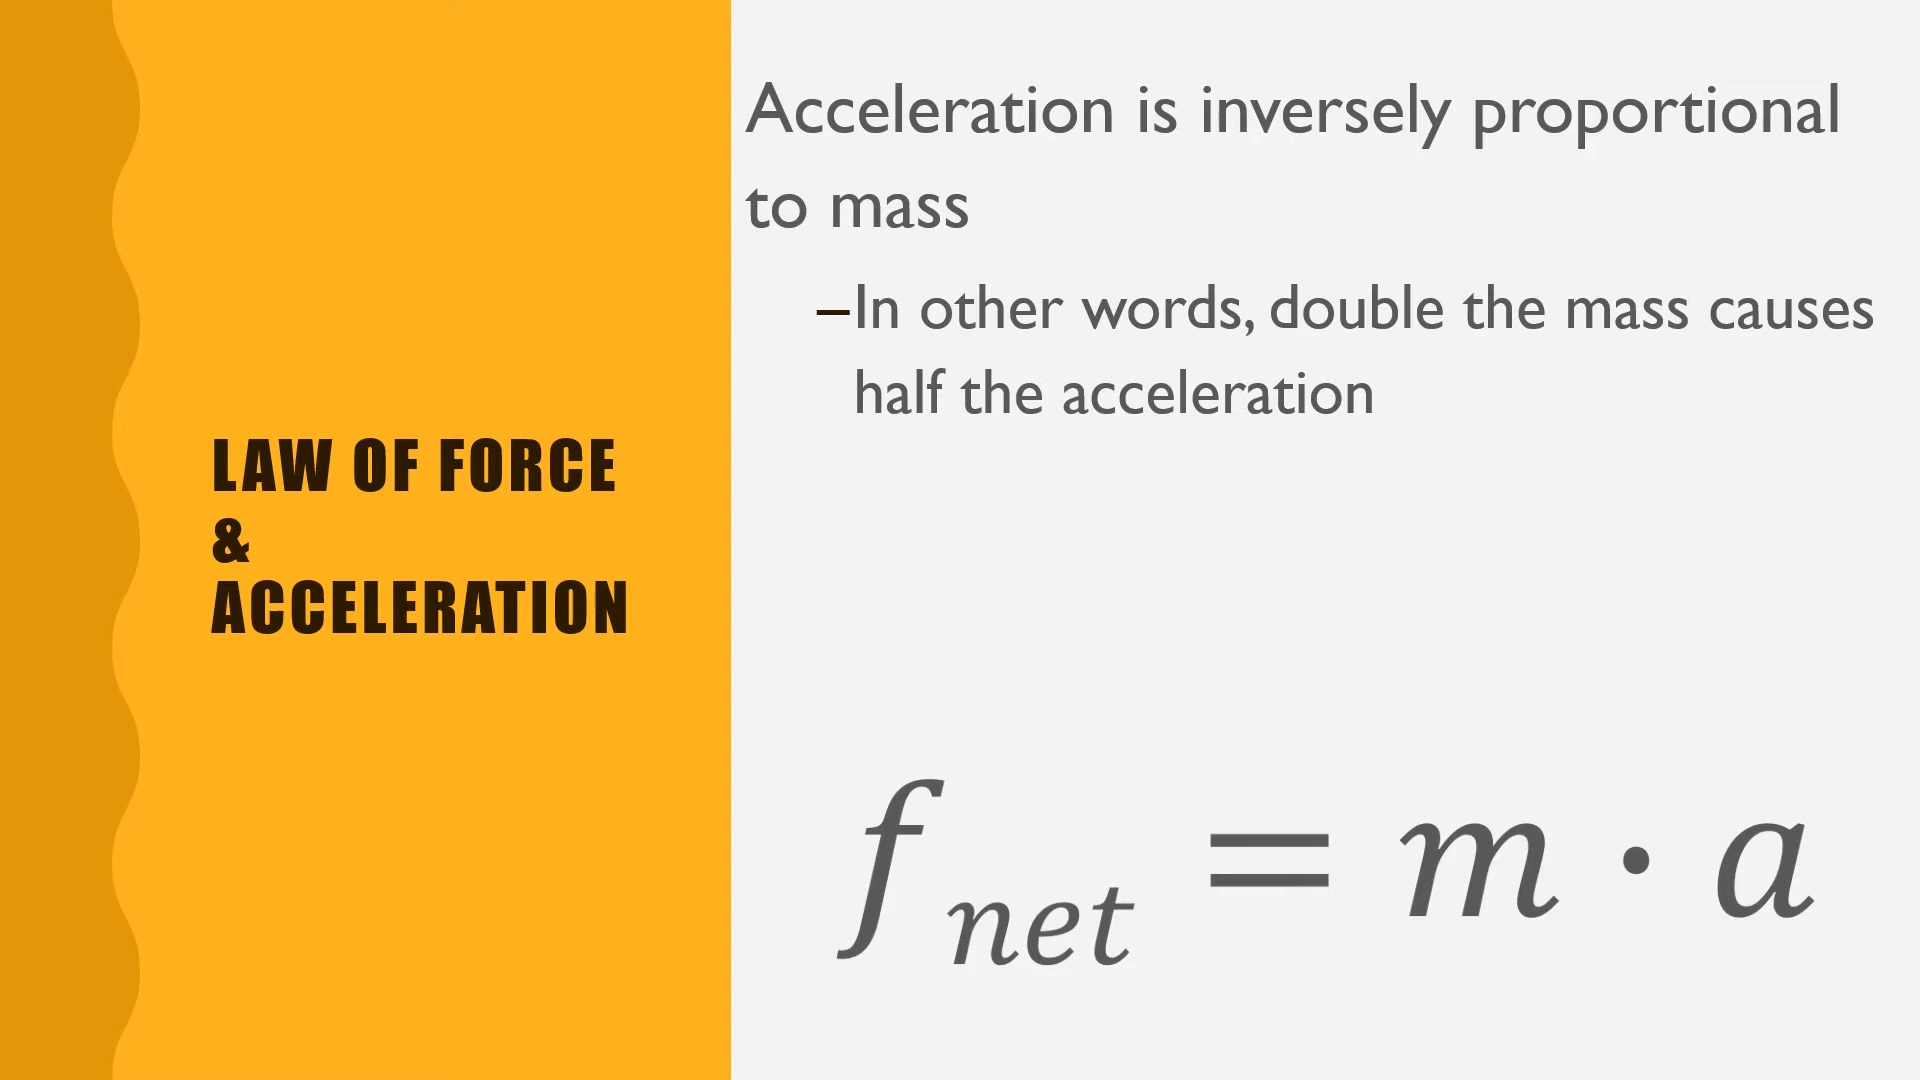 LAW OF FORCE
&
ACCELERATION
Acceleration is inversely proportional
to mass
–In other words, double the mass causes
half the acceleration
f_net = m · a